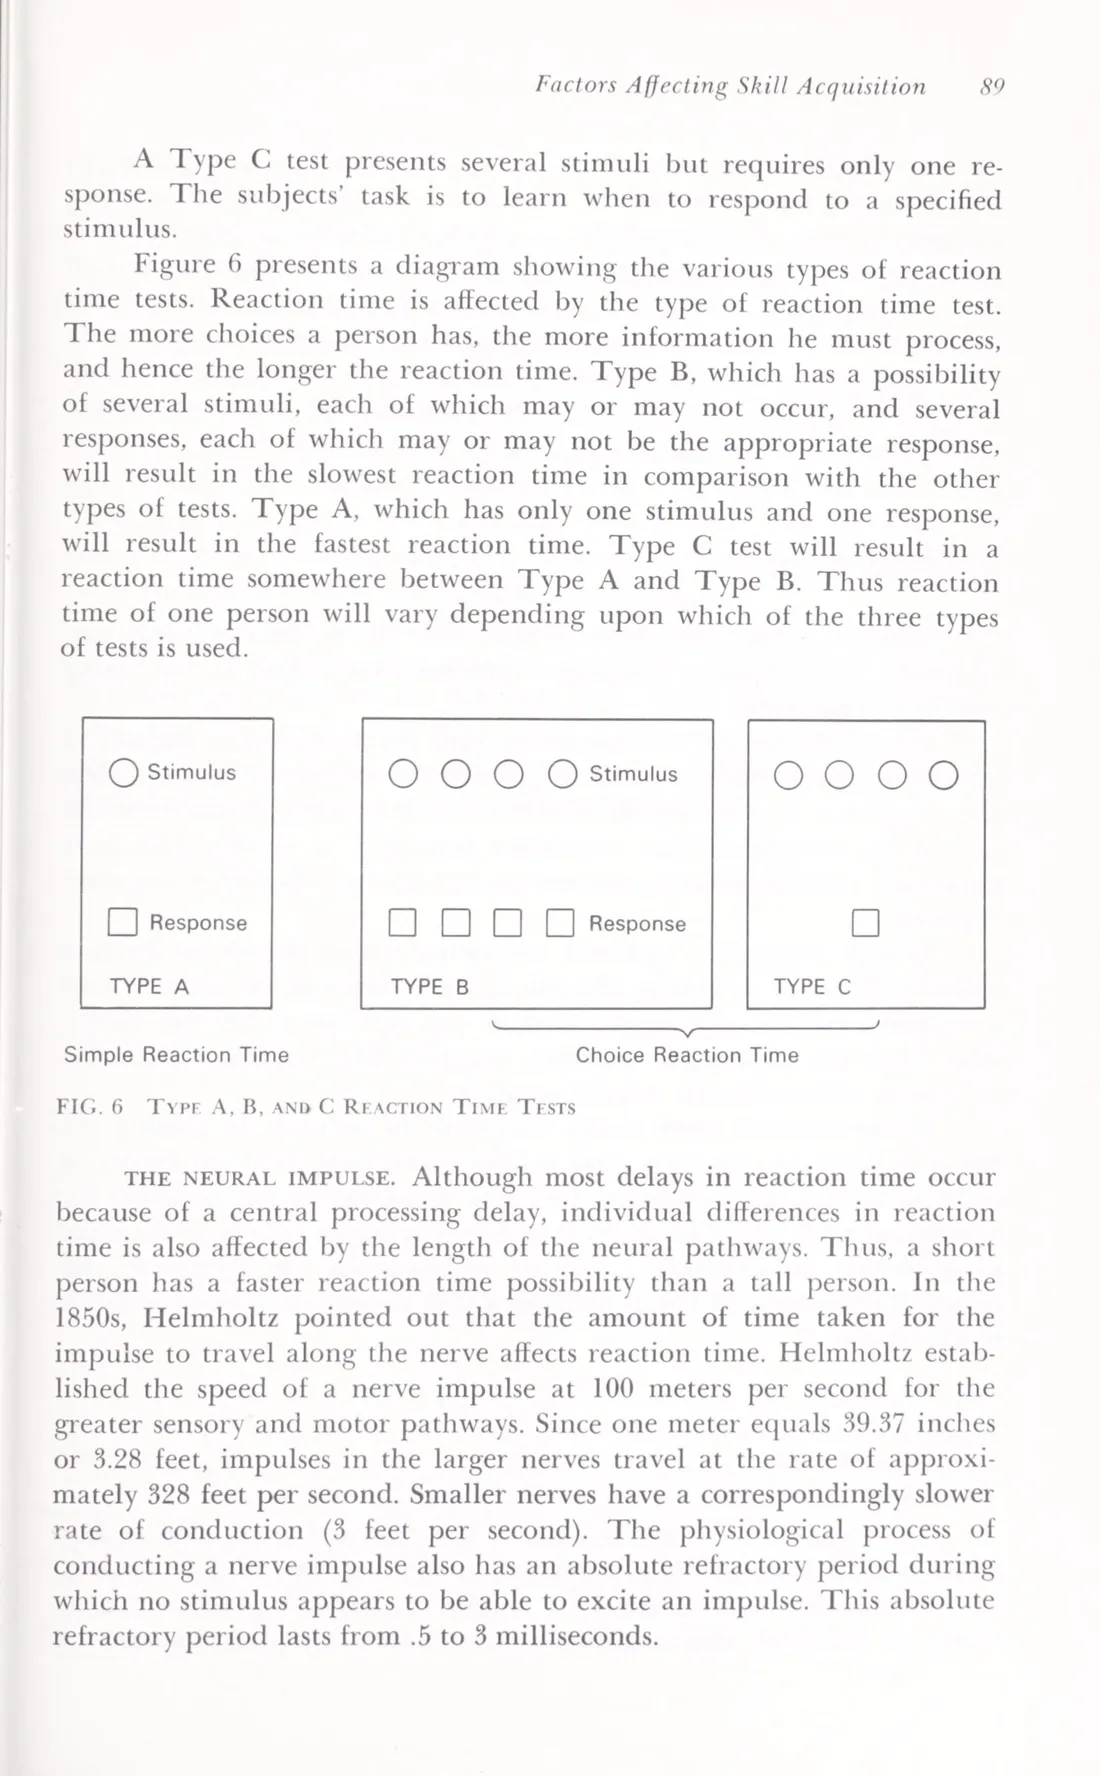 Factors Affecting Skill Acquisition 89
A Type C test presents several stimuli but requires only one re-
sponse. The subjects' task is to learn when to respond to a specified
stimulus.
Figure 6 presents a diagram showing the various types of reaction
time tests. Reaction time is affected by the type of reaction time test.
The more choices a person has, the more information he must process,
and hence the longer the reaction time. Type B, which has a possibility
of several stimuli, each of which may or may not occur, and several
responses, each of which may or may not be the appropriate response,
will result in the slowest reaction time in comparison with the other
types of tests. Type A, which has only one stimulus and one response,
will result in the fastest reaction time. Type C test will result in a
reaction time somewhere between Type A and Type B. Thus reaction
time of one person will vary depending upon which of the three types
of tests is used.
Stimulus
Response
TYPE A
Stimulus
Response
TYPE B
TYPE C
Simple Reaction Time
Choice Reaction Time
FIG. 6 TYPE A, B, AND C REACTION TIME TESTS
THE NEURAL IMPULSE. Although most delays in reaction time occur
because of a central processing delay, individual differences in reaction
time is also affected by the length of the neural pathways. Thus, a short
person has a faster reaction time possibility than a tall person. In the
1850s, Helmholtz pointed out that the amount of time taken for the
impulse to travel along the nerve affects reaction time. Helmholtz estab-
lished the speed of a nerve impulse at 100 meters per second for the
greater sensory and motor pathways. Since one meter equals 39.37 inches
or 3.28 feet, impulses in the larger nerves travel at the rate of approxi-
mately 328 feet per second. Smaller nerves have a correspondingly slower
rate of conduction (3 feet per second). The physiological process of
conducting a nerve impulse also has an absolute refractory period during
which no stimulus appears to be able to excite an impulse. This absolute
refractory period lasts from .5 to 3 milliseconds.